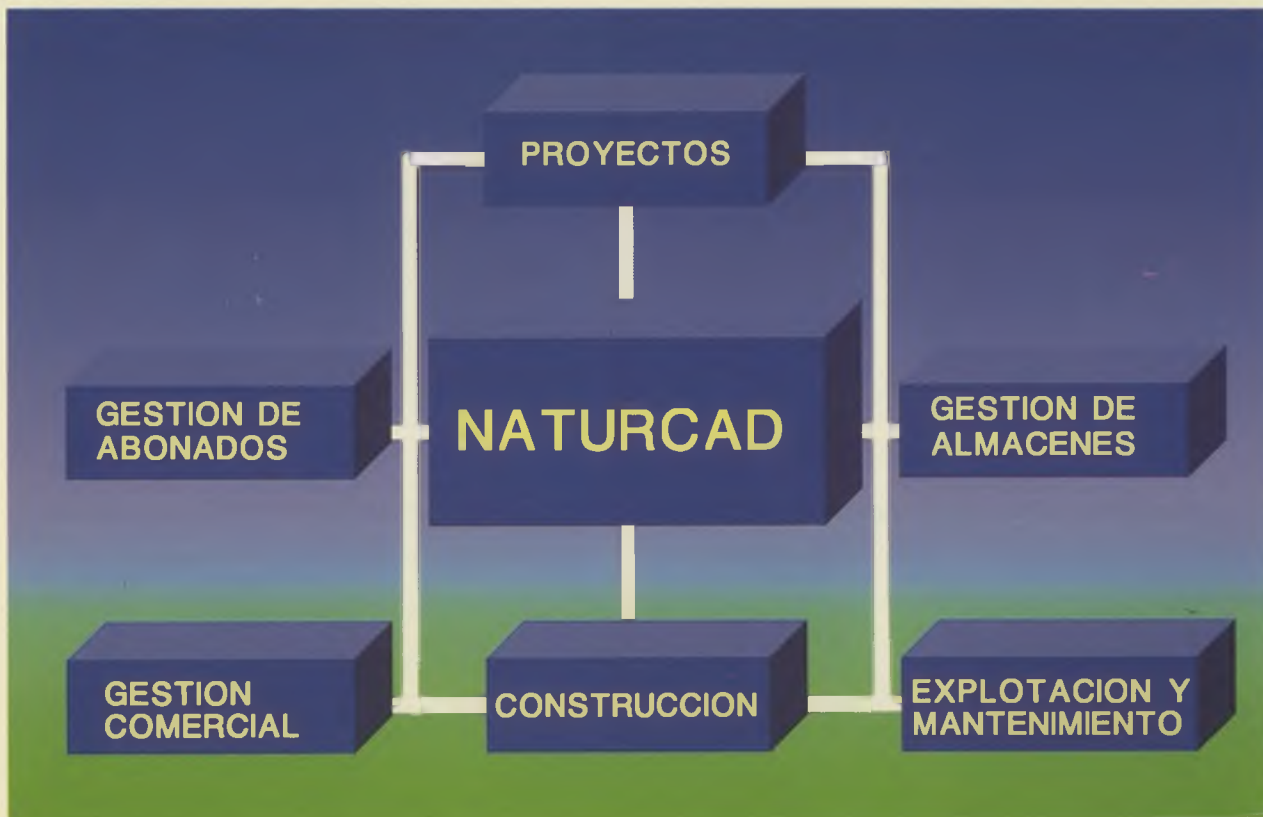 PROYECTOS
GESTION DE
ABONADOS
NATURCAD
GESTION DE
ALMACENES
GESTION
COMERCIAL
CONSTRUCCION
EXPLOTACION Y
MANTENIMIENTO